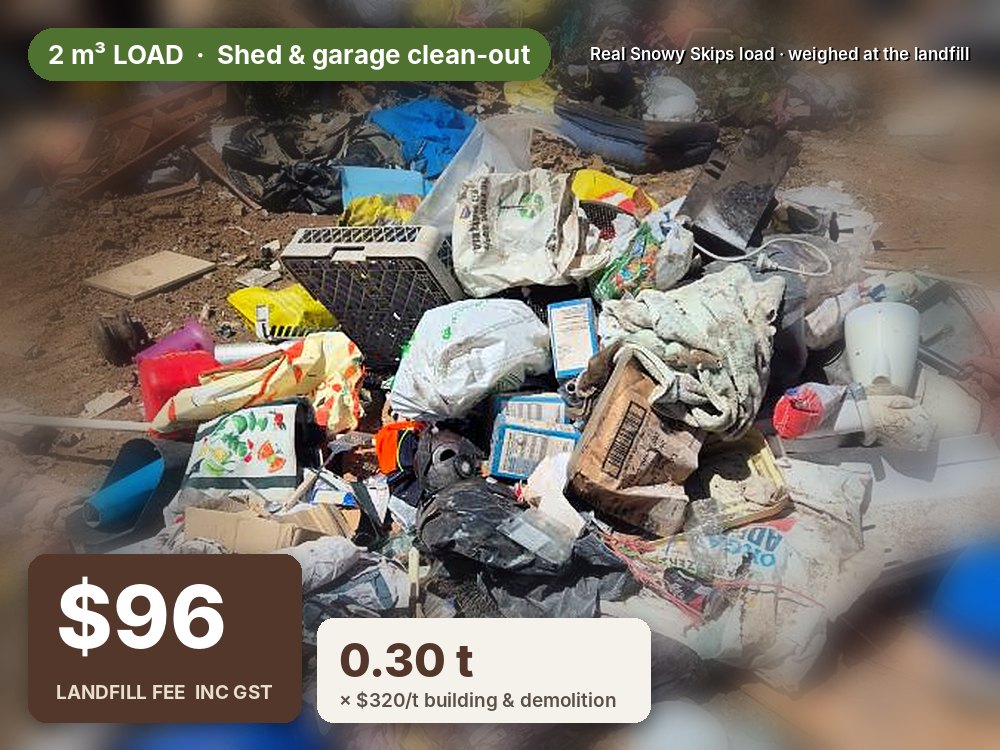 2 m³ LOAD · Shed & garage clean-out
Real Snowy Skips load · weighed at the landfill
$96
LANDFILL FEE INC GST
0.30 t
× $320/t building & demolition